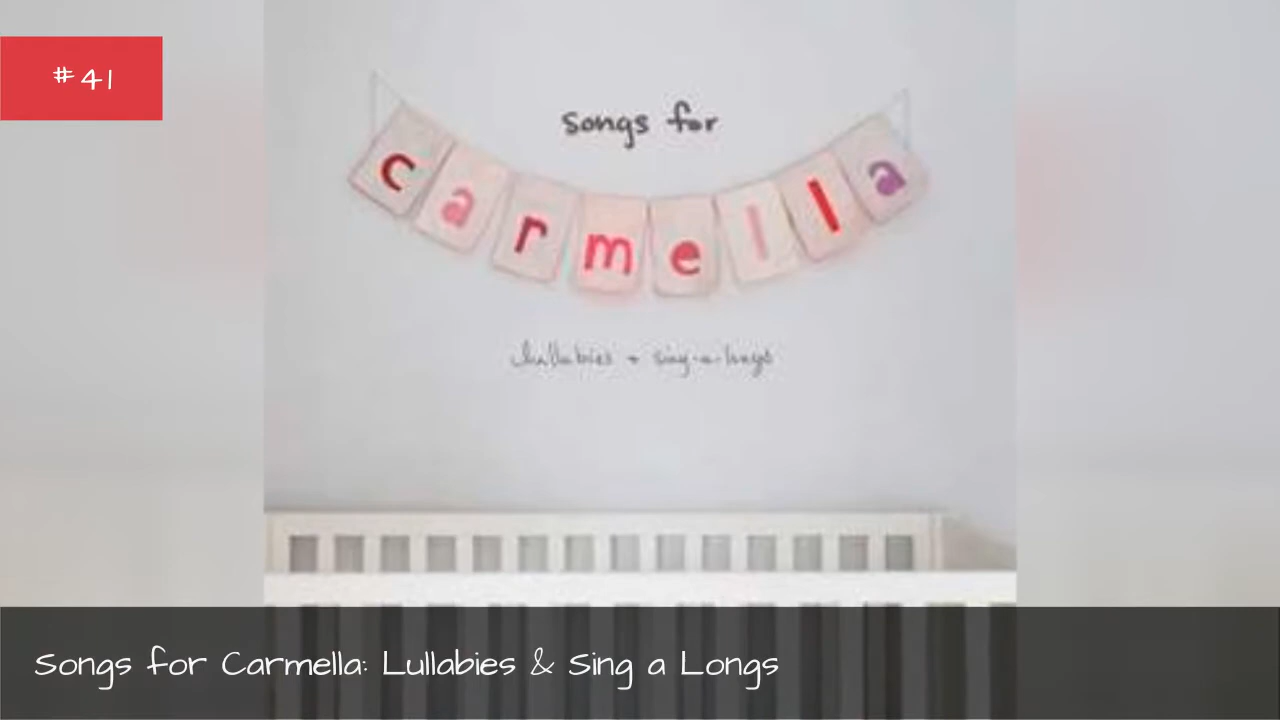 #41
songs for
carmella
lullabies + sing-a-longs
Songs for Carmella: Lullabies & Sing a Longs